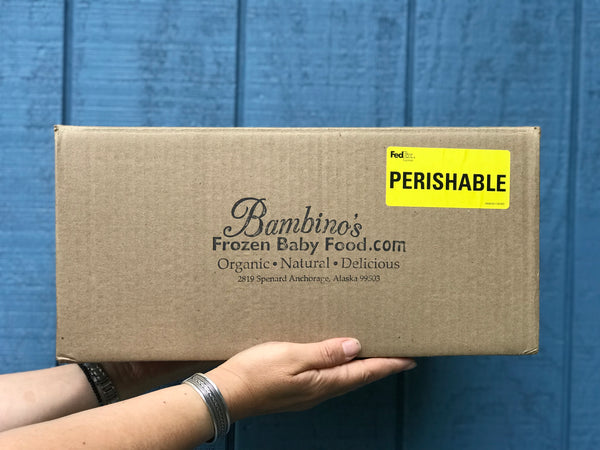 FedEx
PERISHABLE
Bambino's
Frozen Baby Food.com
Organic • Natural • Delicious
2819 Spenard Anchorage, Alaska 99503